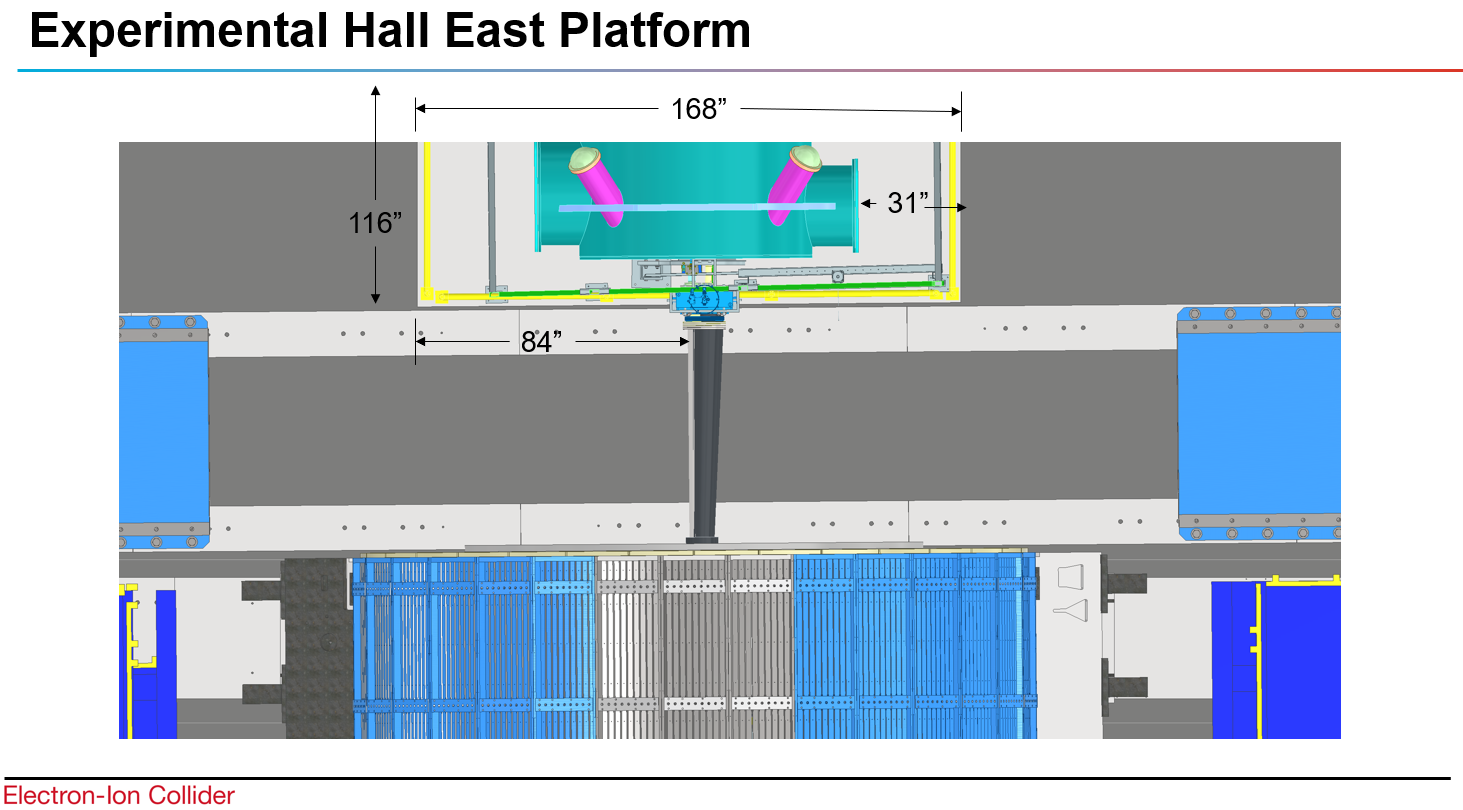 Experimental Hall East Platform
168”
116”
31”
84”
Electron-Ion Collider